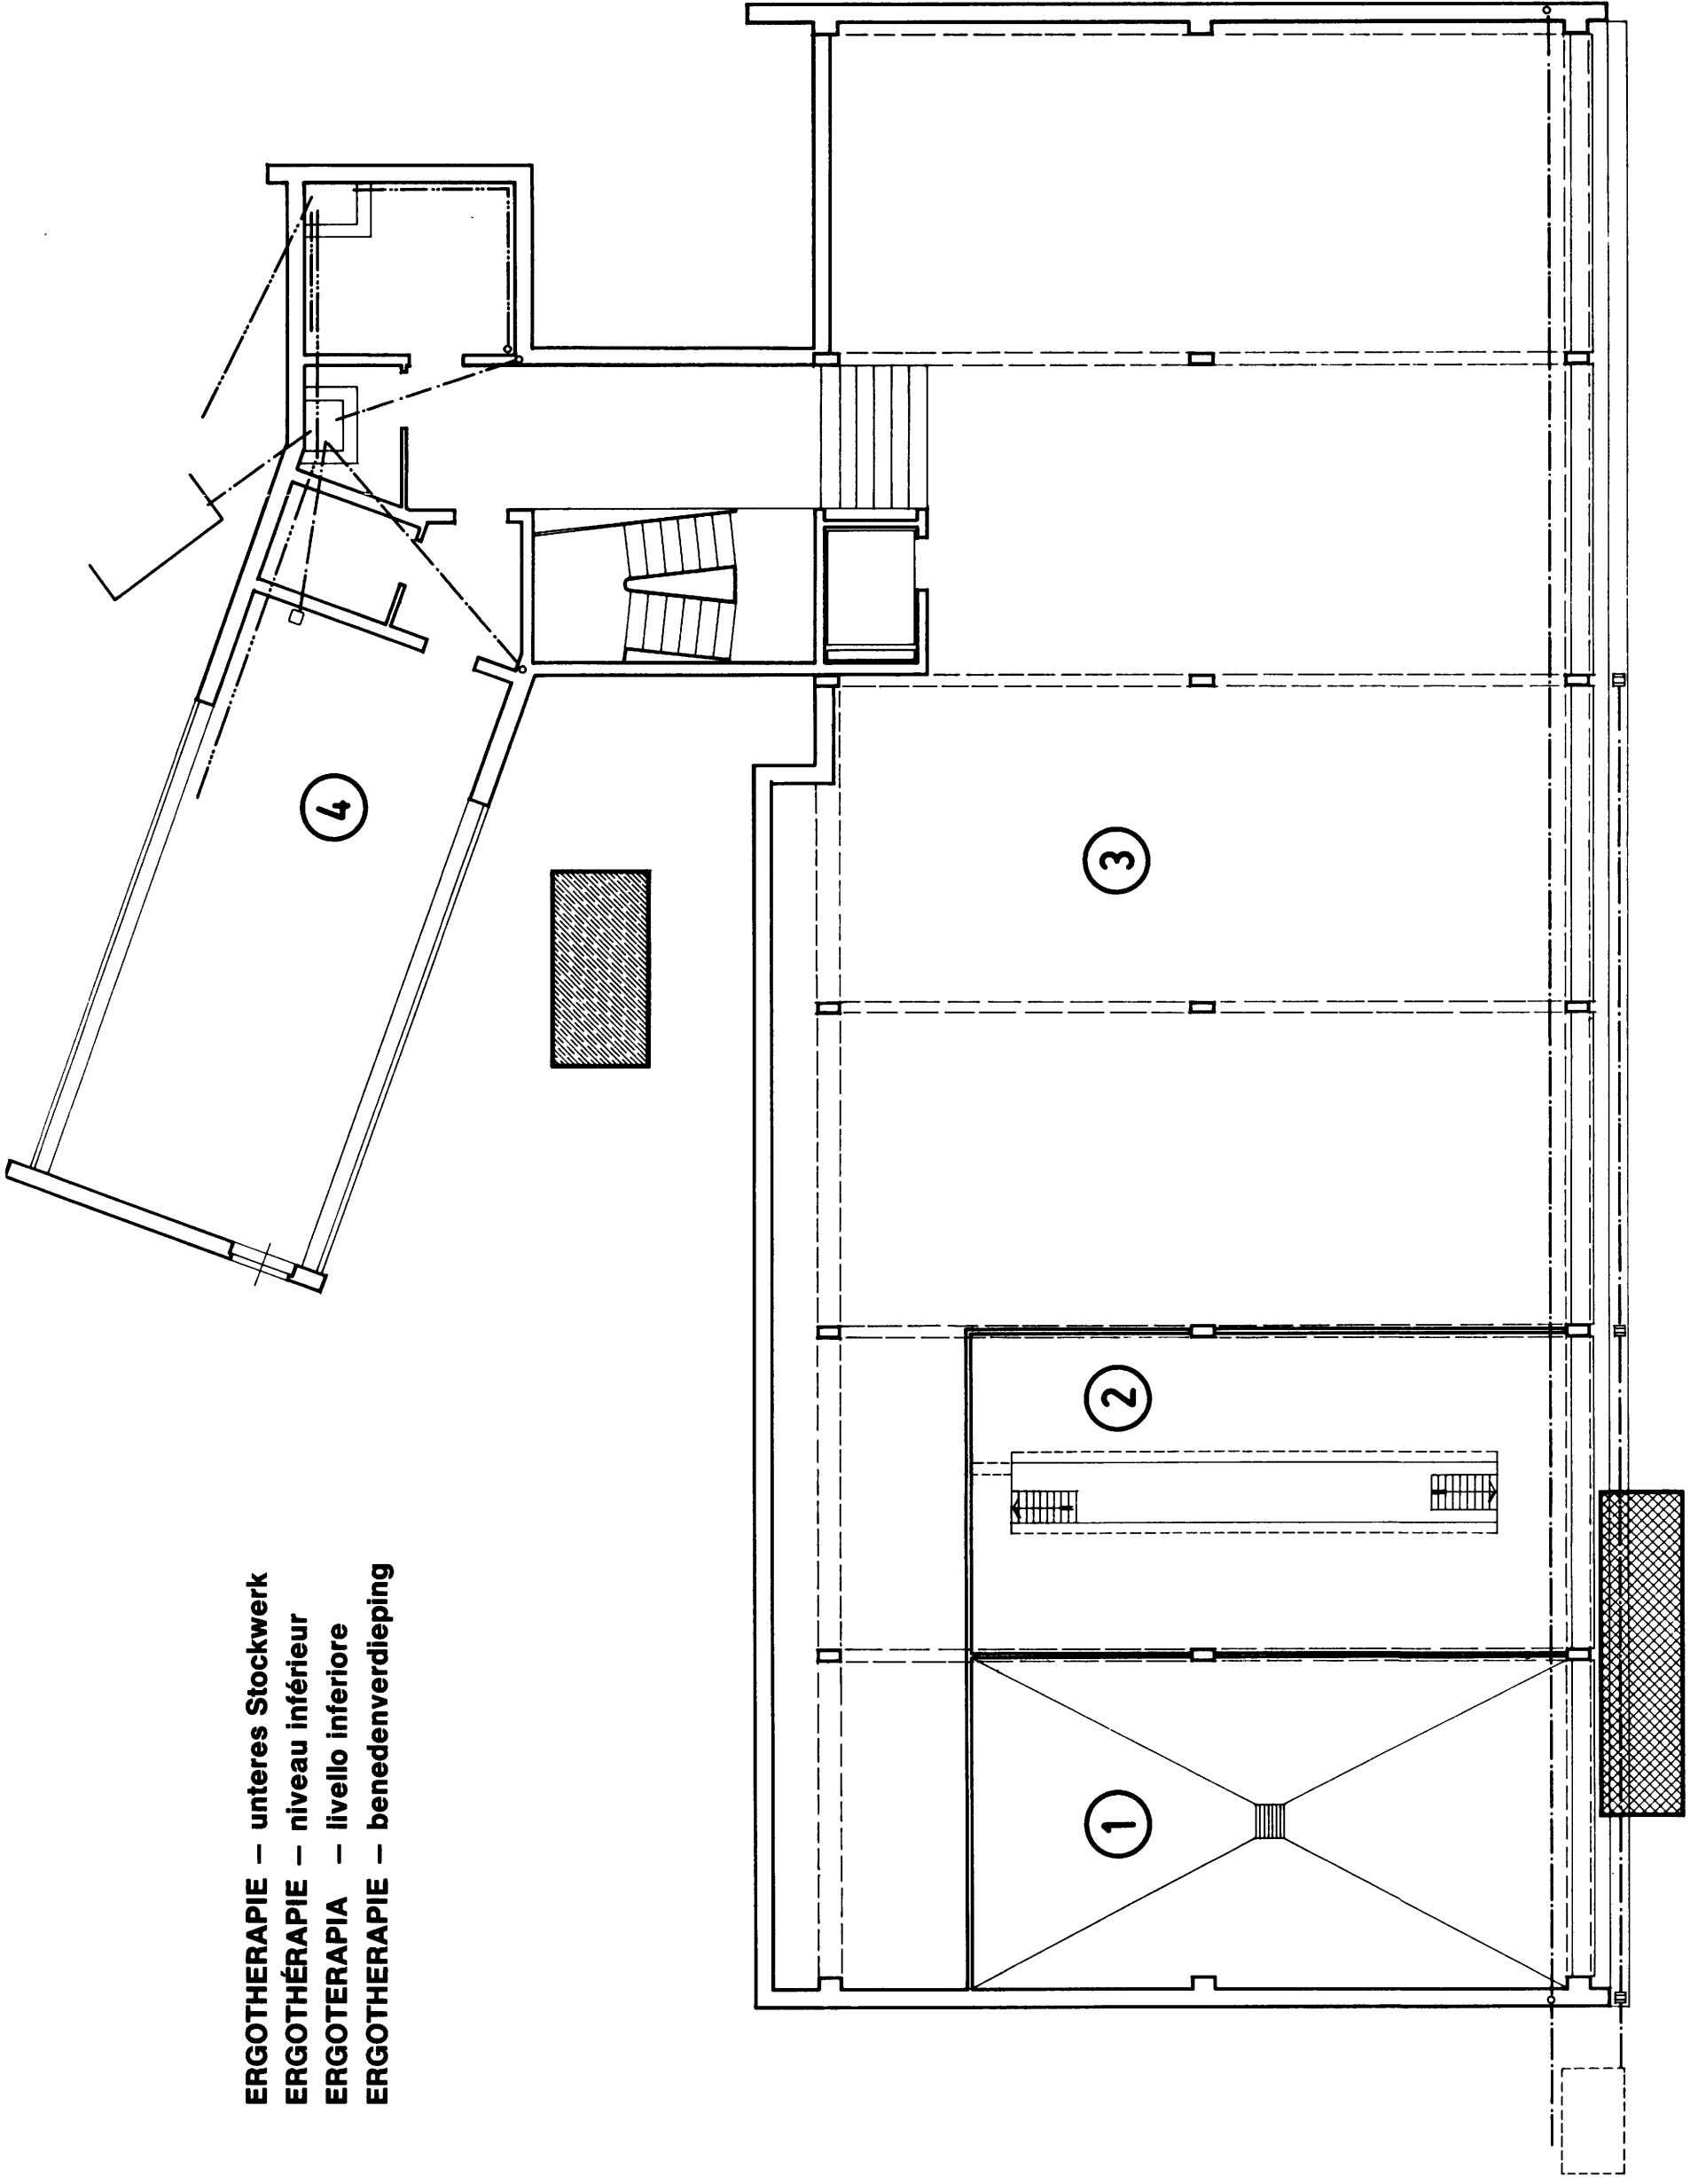 ERGOTHERAPIE – unteres Stockwerk
ERGOTHÉRAPIE – niveau inférieur
ERGOTERAPIA – livello inferiore
ERGOTHERAPIE – benedenverdieping
1
2
3
4